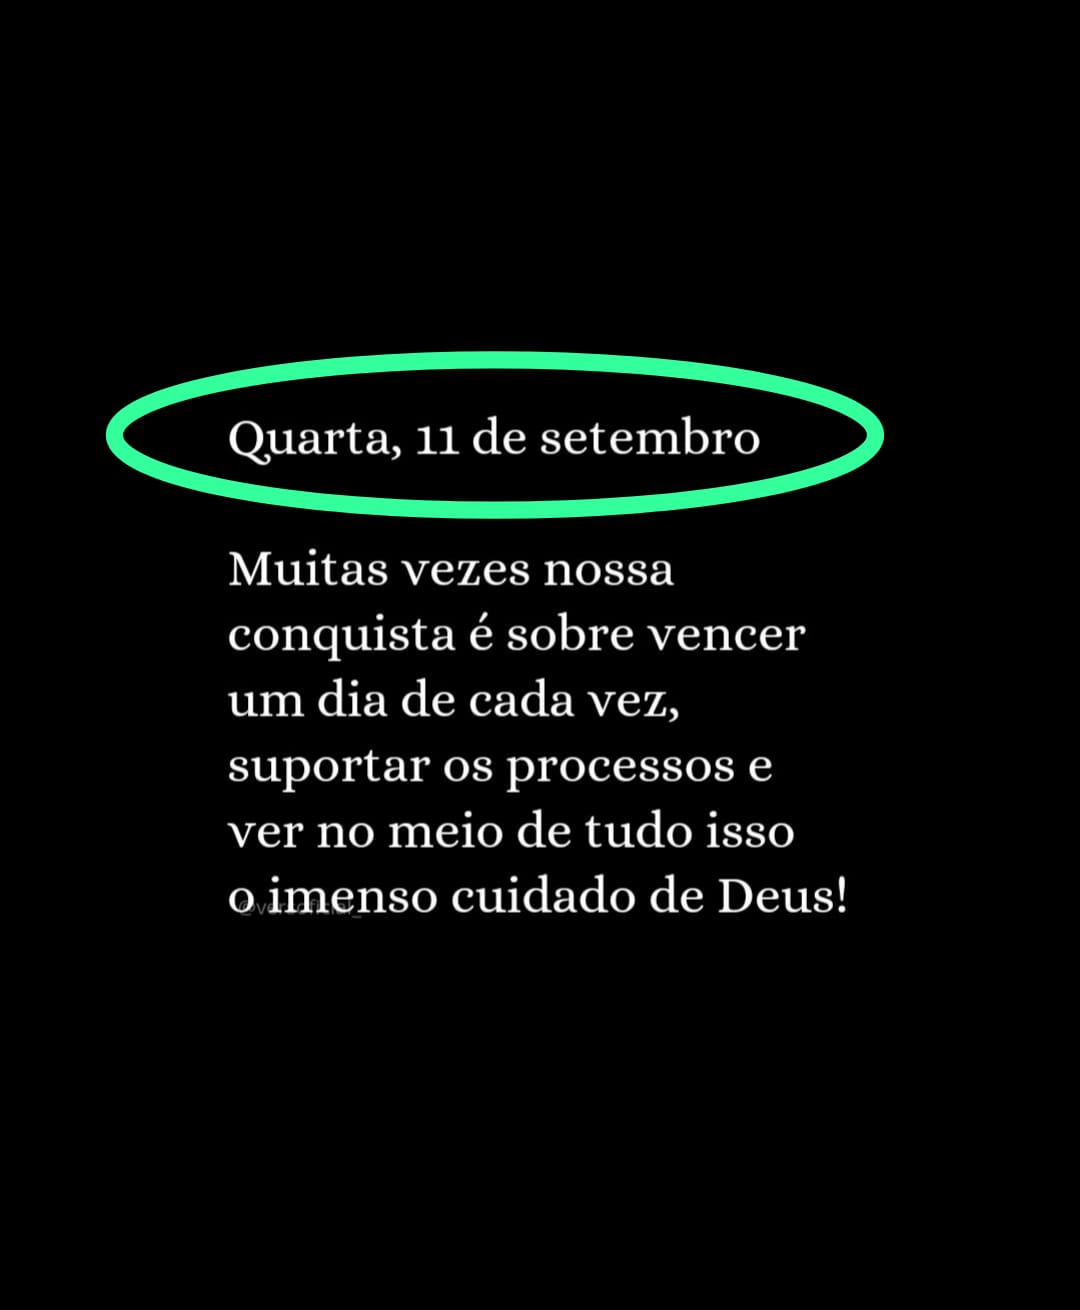 Quarta, 11 de setembro
Muitas vezes nossa
conquista é sobre vencer
um dia de cada vez,
suportar os processos e
ver no meio de tudo isso
o imenso cuidado de Deus!